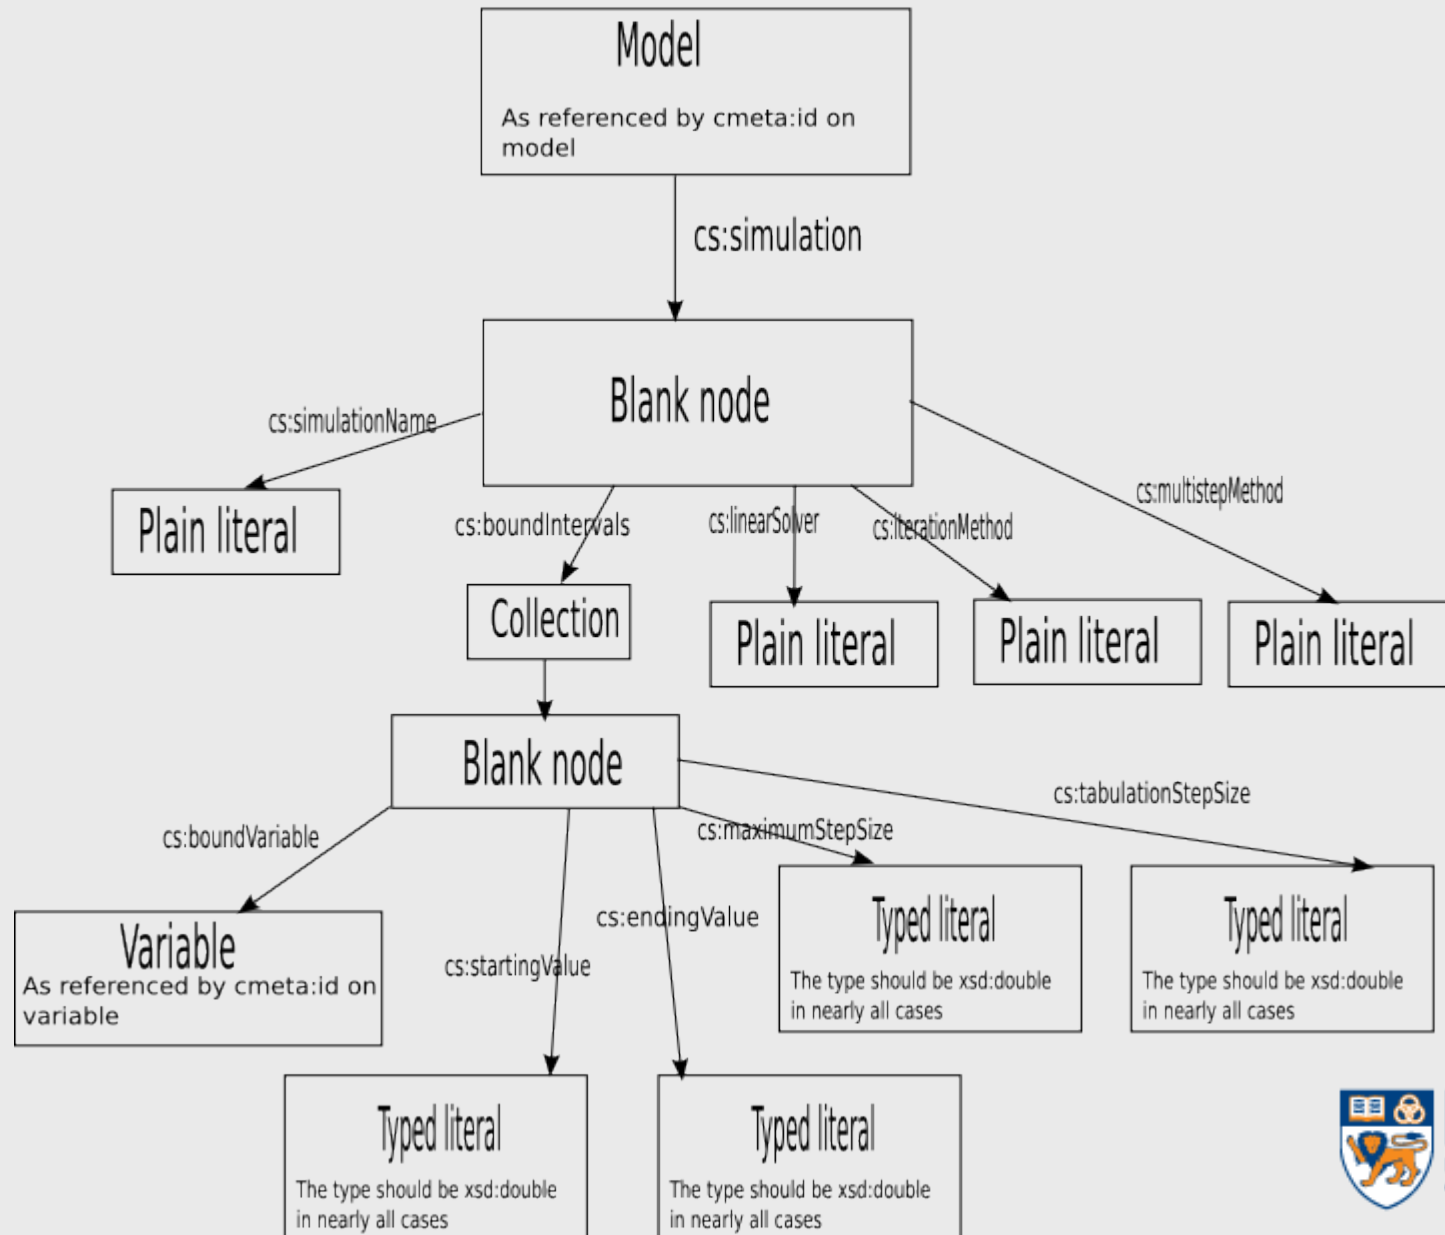 Model
As referenced by cmeta:id on
model
cs:simulation
Blank node
cs:simulationName
cs:multistepMethod
Plain literal
cs:boundIntervals
cs:linearSolver
cs:iterationMethod
Collection
Plain literal
Plain literal
Plain literal
Blank node
cs:tabulationStepSize
cs:boundVariable
cs:maximumStepSize
Variable
As referenced by cmeta:id on
variable
cs:endingValue
cs:startingValue
Typed literal
The type should be xsd:double
in nearly all cases
Typed literal
The type should be xsd:double
in nearly all cases
Typed literal
The type should be xsd:double
in nearly all cases
Typed literal
The type should be xsd:double
in nearly all cases